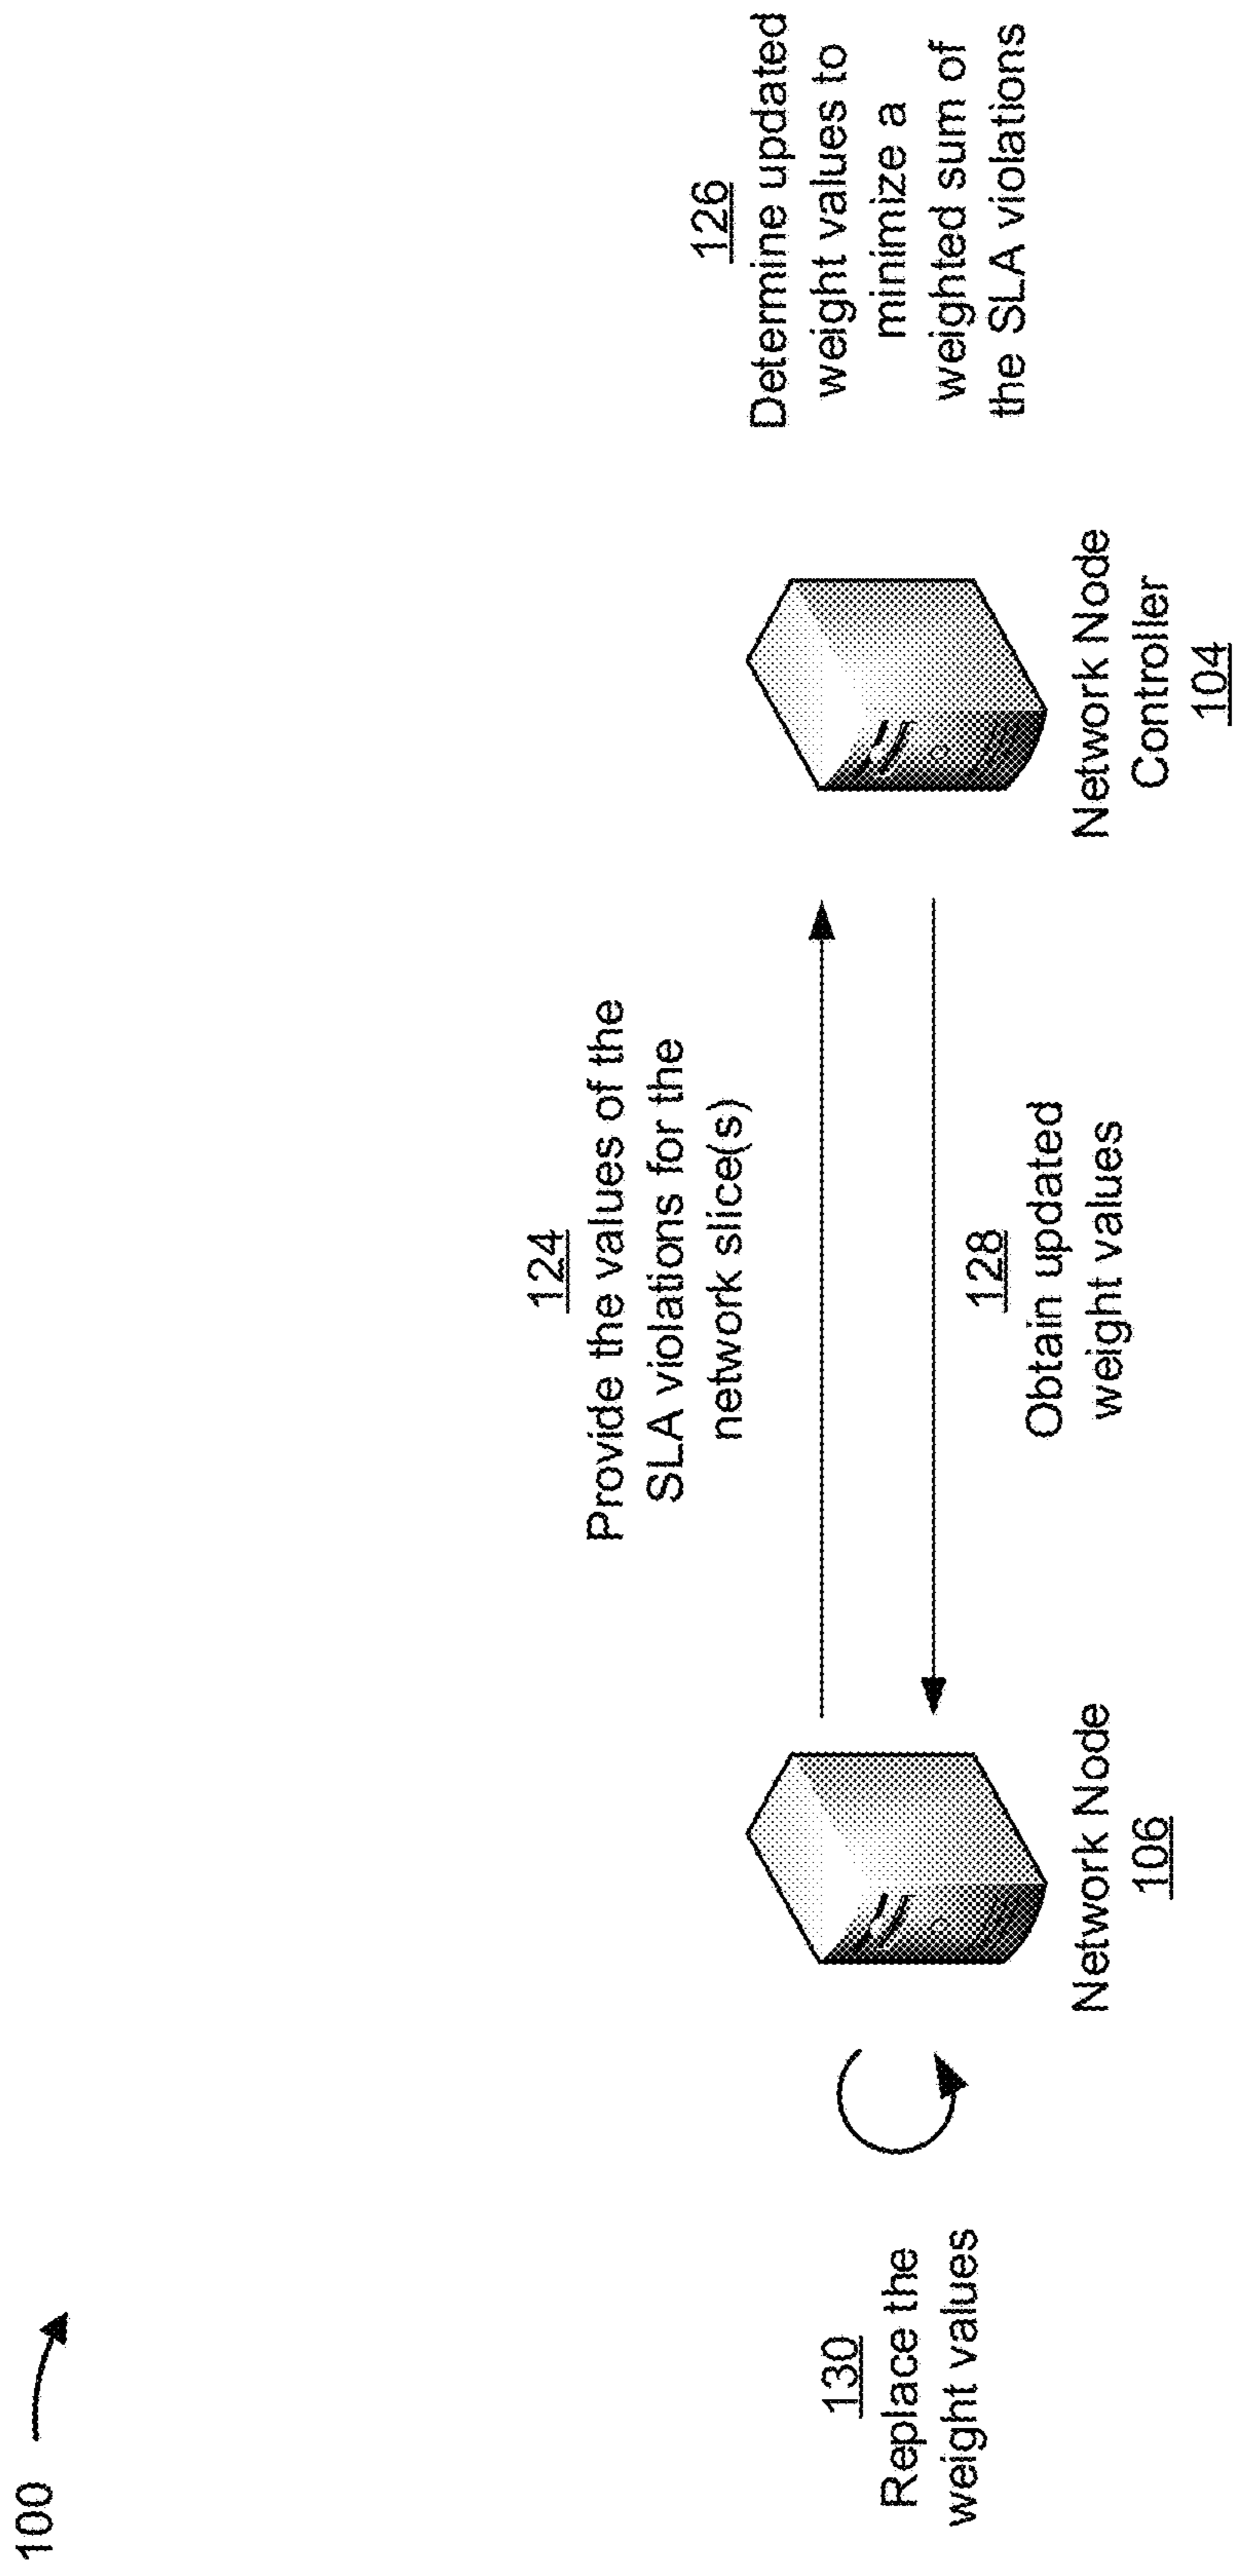 100
124
Provide the values of the
SLA violations for the
network slice(s)
126
Determine updated
weight values to
minimize a
weighted sum of
the SLA violations
130
Replace the
weight values
128
Obtain updated
weight values
Network Node
106
Network Node
Controller
104